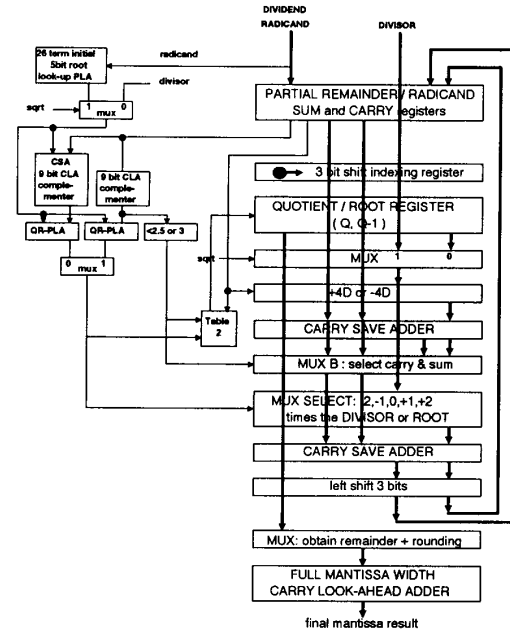 DIVIDEND
RADICAND
DIVISOR
26 term initial
5bit root
look-up PLA
radicand
divisor
sqrt
1 0
mux
PARTIAL REMAINDER / RADICAND
SUM and CARRY registers
CSA
9 bit CLA
comple-
menter
9 bit CLA
comple-
menter
3 bit shift indexing register
QR-PLA
QR-PLA
<2.5 or 3
QUOTIENT / ROOT REGISTER
( Q, Q-1 )
0 1
mux
sqrt
MUX 1 0
+4D or -4D
Table
2
CARRY SAVE ADDER
MUX B : select carry & sum
MUX SELECT: -2,-1,0,+1,+2
times the DIVISOR or ROOT
CARRY SAVE ADDER
left shift 3 bits
MUX: obtain remainder + rounding
FULL MANTISSA WIDTH
CARRY LOOK-AHEAD ADDER
final mantissa result